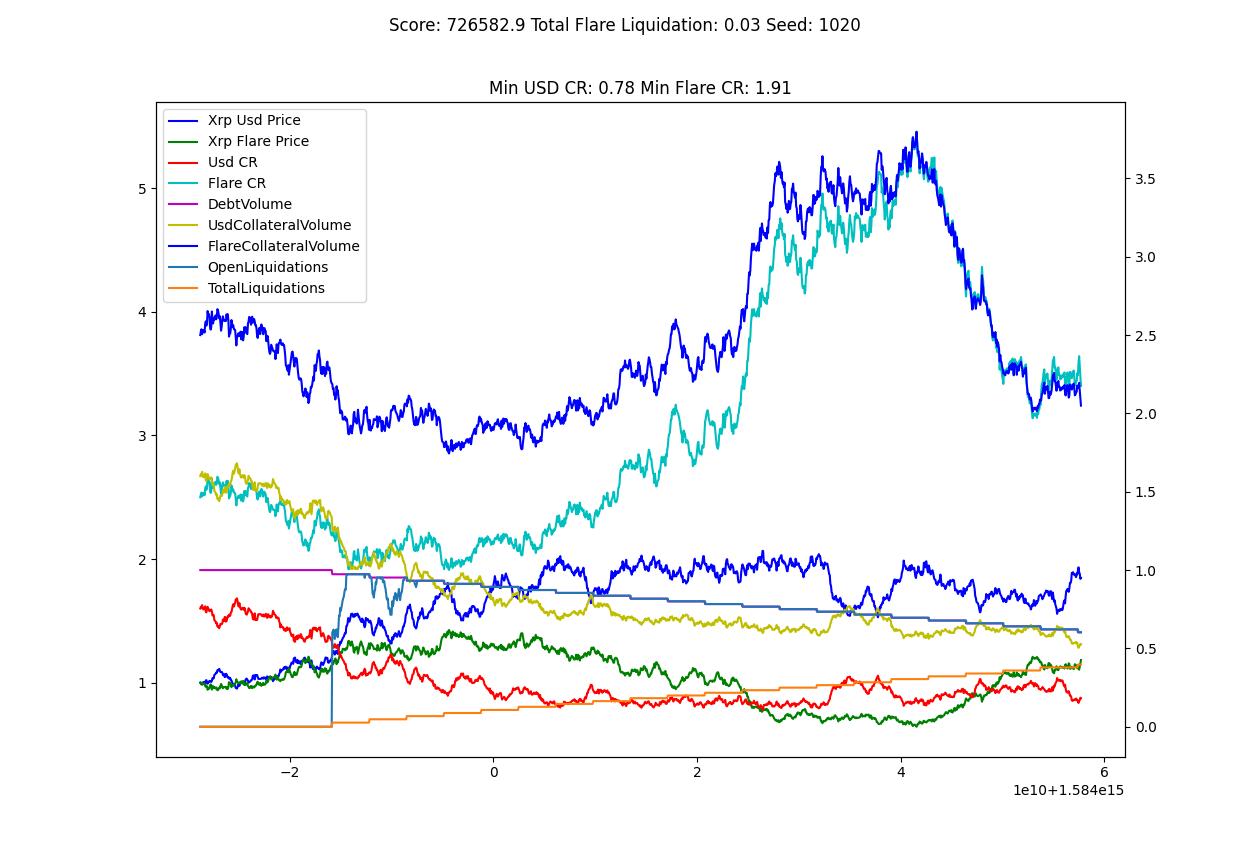 Score: 726582.9 Total Flare Liquidation: 0.03 Seed: 1020
Min USD CR: 0.78 Min Flare CR: 1.91
Xrp Usd Price
Xrp Flare Price
Usd CR
Flare CR
DebtVolume
UsdCollateralVolume
FlareCollateralVolume
OpenLiquidations
TotalLiquidations
5
4
3
2
1
3.5
3.0
2.5
2.0
1.5
1.0
0.5
0.0
−2
0
2
4
6
1e10+1.584e15